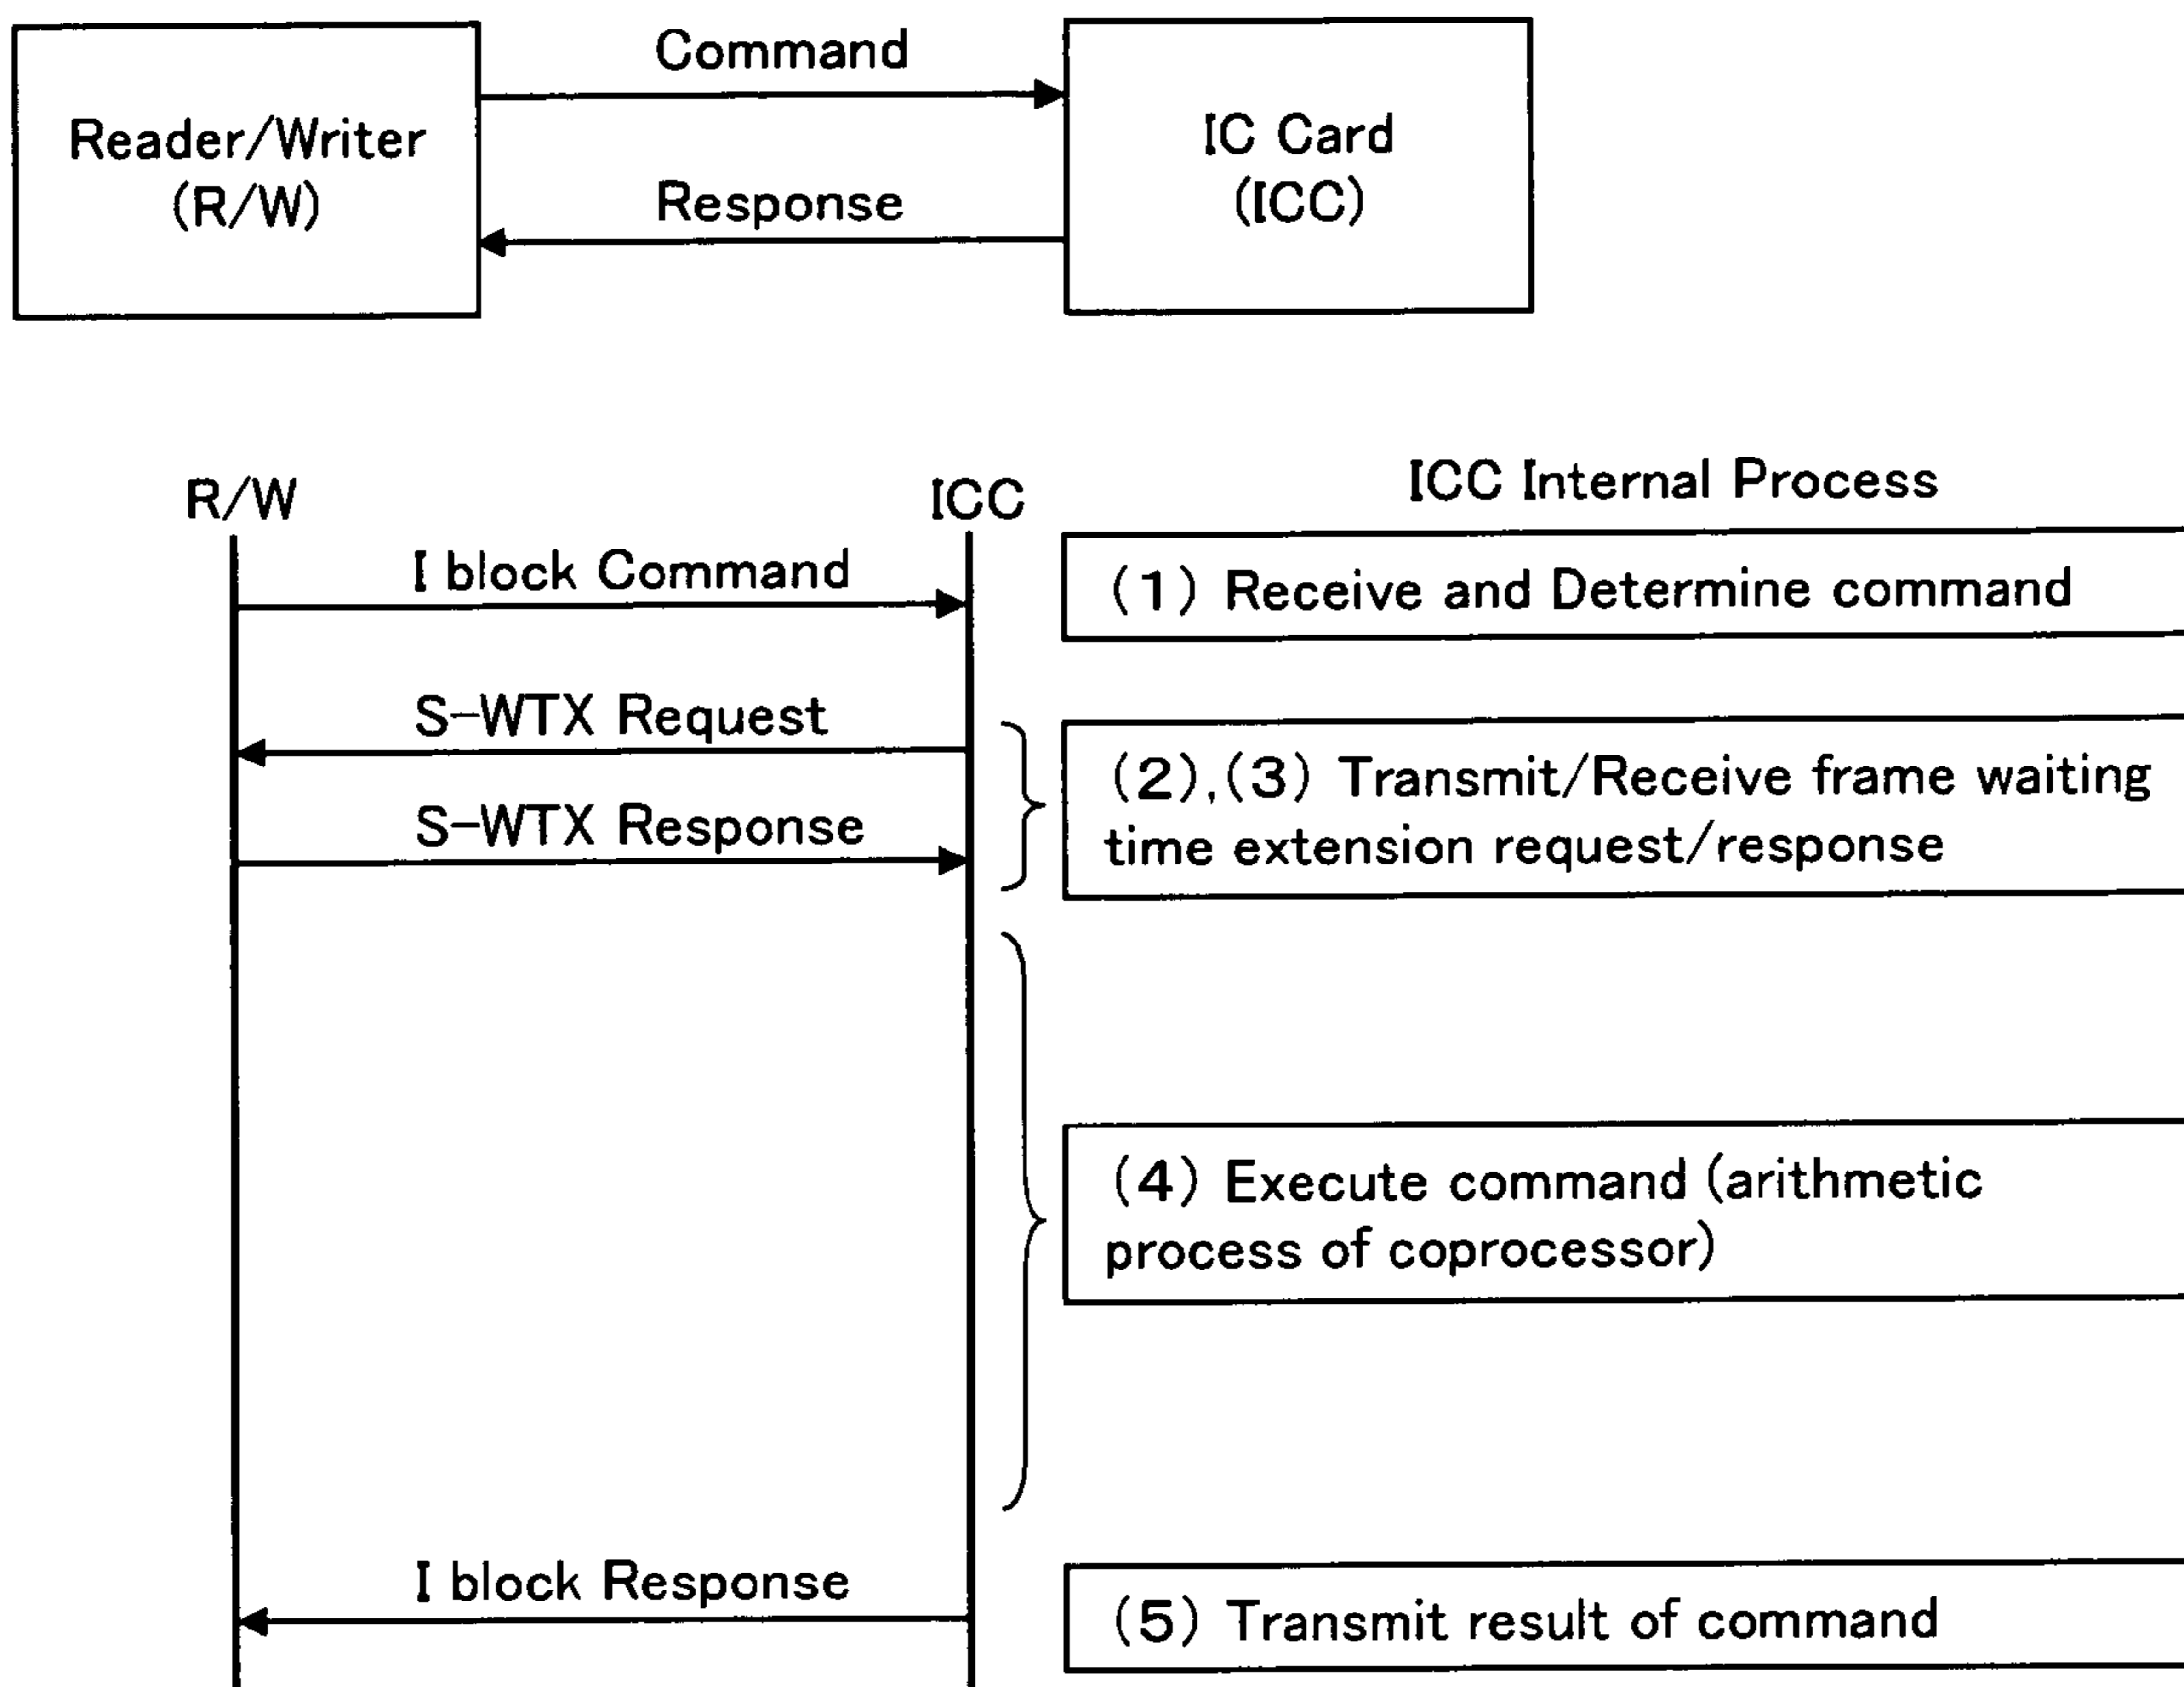 Command
Reader/Writer
(R/W)
Response
IC Card
(ICC)
R/W
ICC
ICC Internal Process
I block Command
(1) Receive and Determine command
S-WTX Request
S-WTX Response
(2),(3) Transmit/Receive frame waiting
time extension request/response
(4) Execute command (arithmetic
process of coprocessor)
I block Response
(5) Transmit result of command